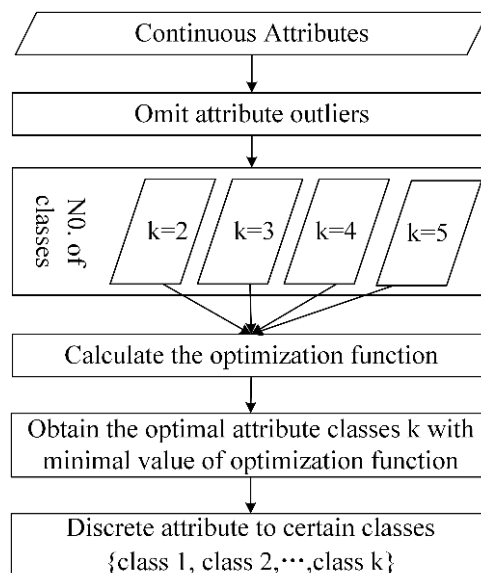 Continuous Attributes
Omit attribute outliers
N0. of
classes
k=2
k=3
k=4
k=5
Calculate the optimization function
Obtain the optimal attribute classes k with
minimal value of optimization function
Discrete attribute to certain classes
{class 1, class 2,···,class k}